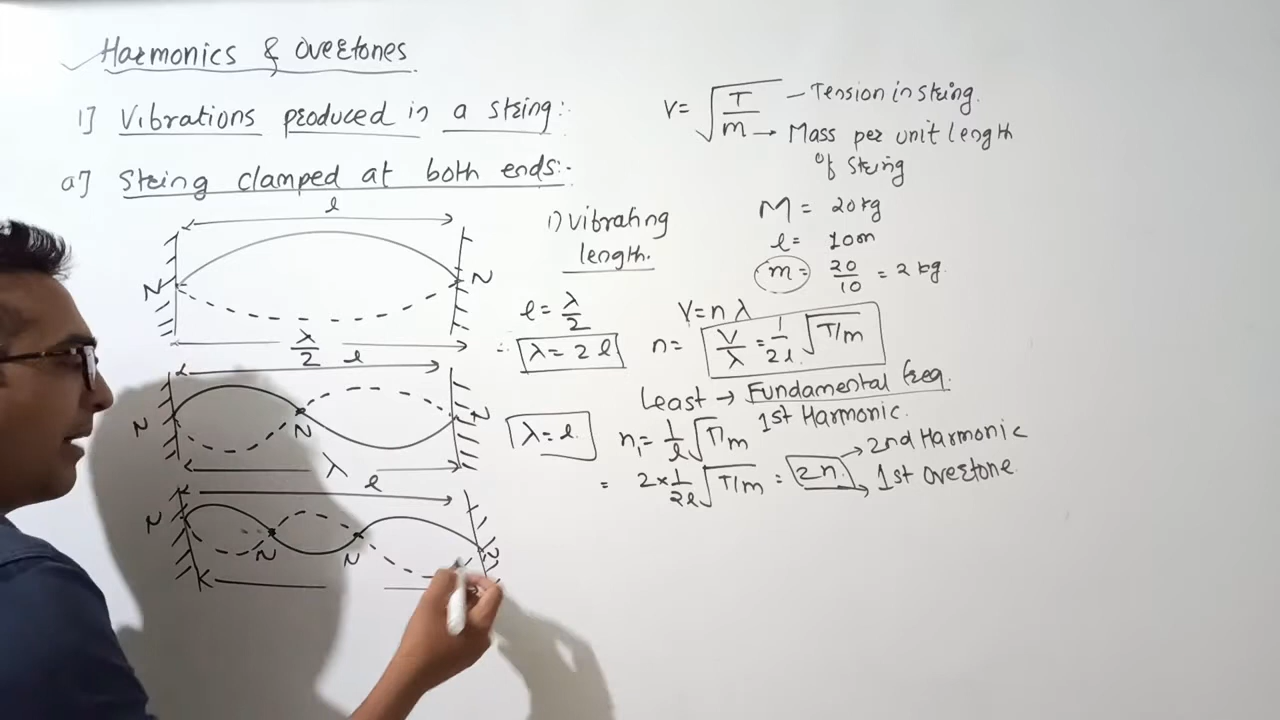 Harmonics & Overtones
1] Vibrations produced in a string:-
a] String clamped at both ends:-
l
N N
λ/2
l
N N N
λ
l
N N N N
1) Vibrating
length.
l = λ/2
∴ λ = 2l
λ = l
V = √T/m — Tension in string.
→ Mass per unit length
of string
M = 20 kg
l = 10m
m = 20/10 = 2 kg
V = n λ
n = V/λ = 1/2l √T/m
Least → Fundamental freq.
1st Harmonic.
n₁ = 1/l √T/m
= 2 × 1/2l √T/m = 2n. → 2nd Harmonic
→ 1st Overtone